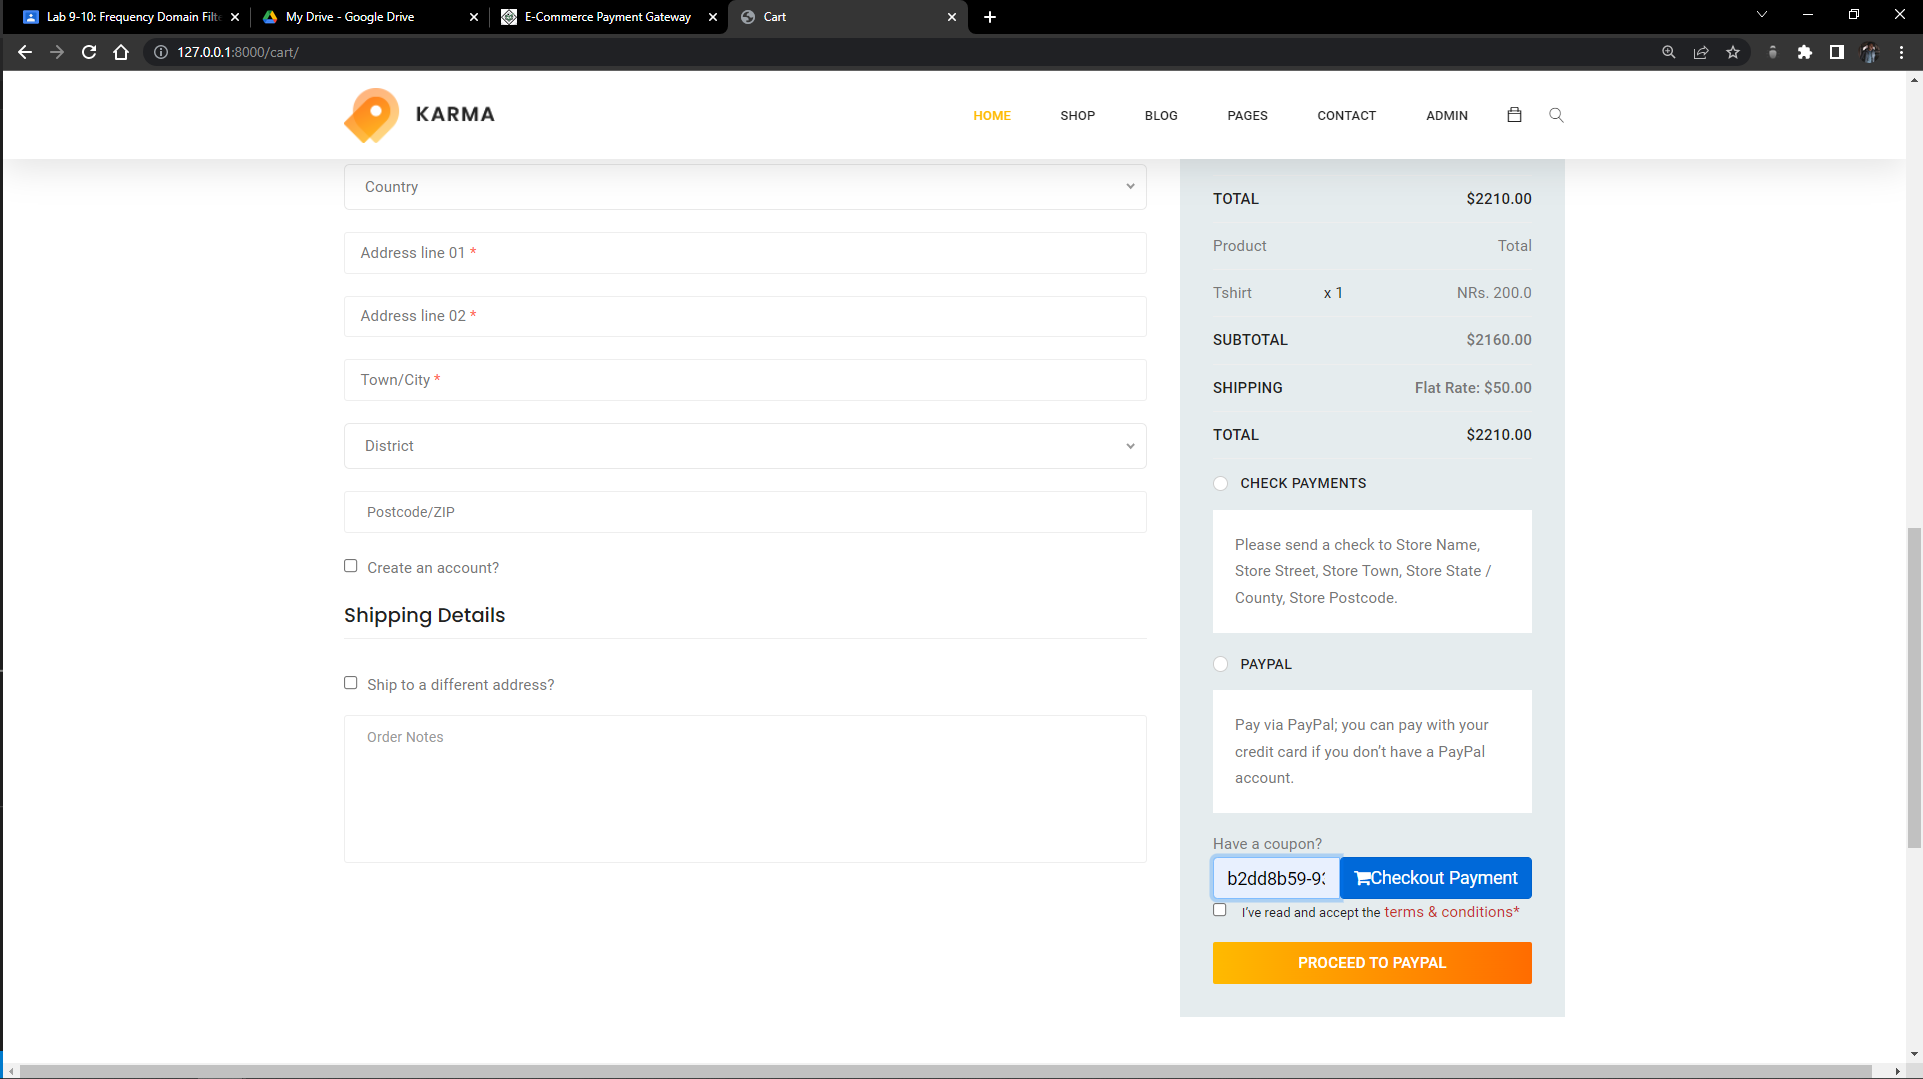 Lab 9-10: Frequency Domain Filte
My Drive - Google Drive
E-Commerce Payment Gateway
Cart
127.0.0.1:8000/cart/
KARMA
HOME
SHOP
BLOG
PAGES
CONTACT
ADMIN
Country
Address line 01 *
Address line 02 *
Town/City *
District
Postcode/ZIP
Create an account?
Shipping Details
Ship to a different address?
Order Notes
TOTAL $2210.00
Product Total
Tshirt x 1 NRs. 200.0
SUBTOTAL $2160.00
SHIPPING Flat Rate: $50.00
TOTAL $2210.00
CHECK PAYMENTS
Please send a check to Store Name,
Store Street, Store Town, Store State /
County, Store Postcode.
PAYPAL
Pay via PayPal; you can pay with your
credit card if you don’t have a PayPal
account.
Have a coupon?
b2dd8b59-93 Checkout Payment
I’ve read and accept the terms & conditions*
PROCEED TO PAYPAL